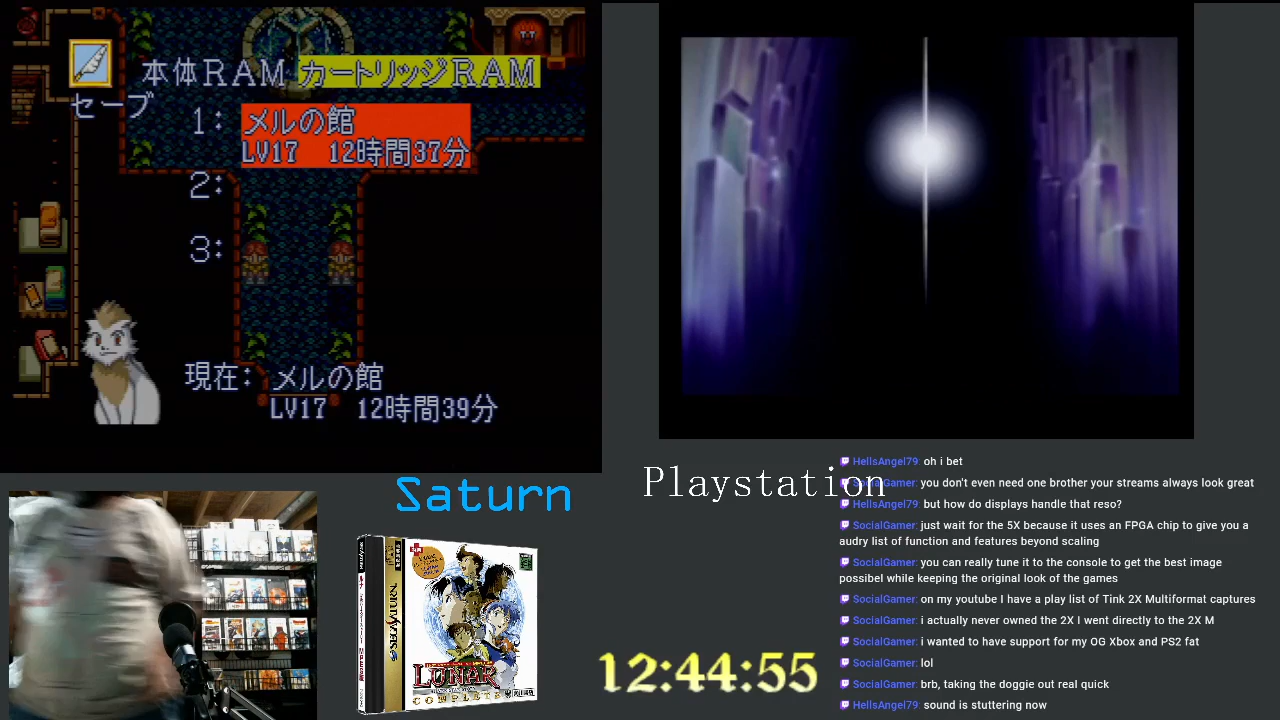 本体RAM カートリッジRAM
セーブ
1: メルの館
LV17 12時間37分
2:
3:
現在: メルの館
LV17 12時間39分
Saturn
Playstation
LUNAR
COMPLETE
12:44:55
HellsAngel79: oh i bet
SocialGamer: you don't even need one brother your streams always look great
HellsAngel79: but how do displays handle that reso?
SocialGamer: just wait for the 5X because it uses an FPGA chip to give you a
audry list of function and features beyond scaling
SocialGamer: you can really tune it to the console to get the best image
possibel while keeping the original look of the games
SocialGamer: on my youtube I have a play list of Tink 2X Multiformat captures
SocialGamer: i actually never owned the 2X I went directly to the 2X M
SocialGamer: i wanted to have support for my OG Xbox and PS2 fat
SocialGamer: lol
SocialGamer: brb, taking the doggie out real quick
HellsAngel79: sound is stuttering now